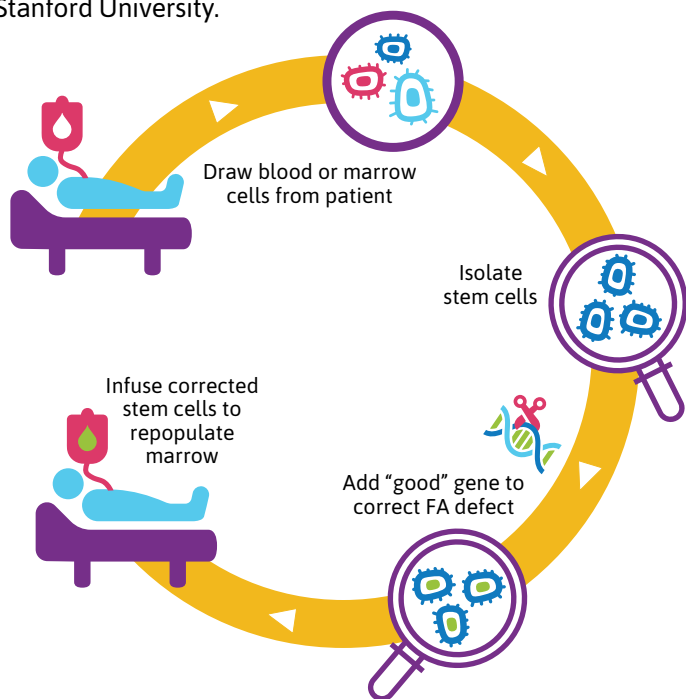 Stanford University.
Draw blood or marrow
cells from patient
Isolate
stem cells
Add “good” gene to
correct FA defect
Infuse corrected
stem cells to
repopulate
marrow